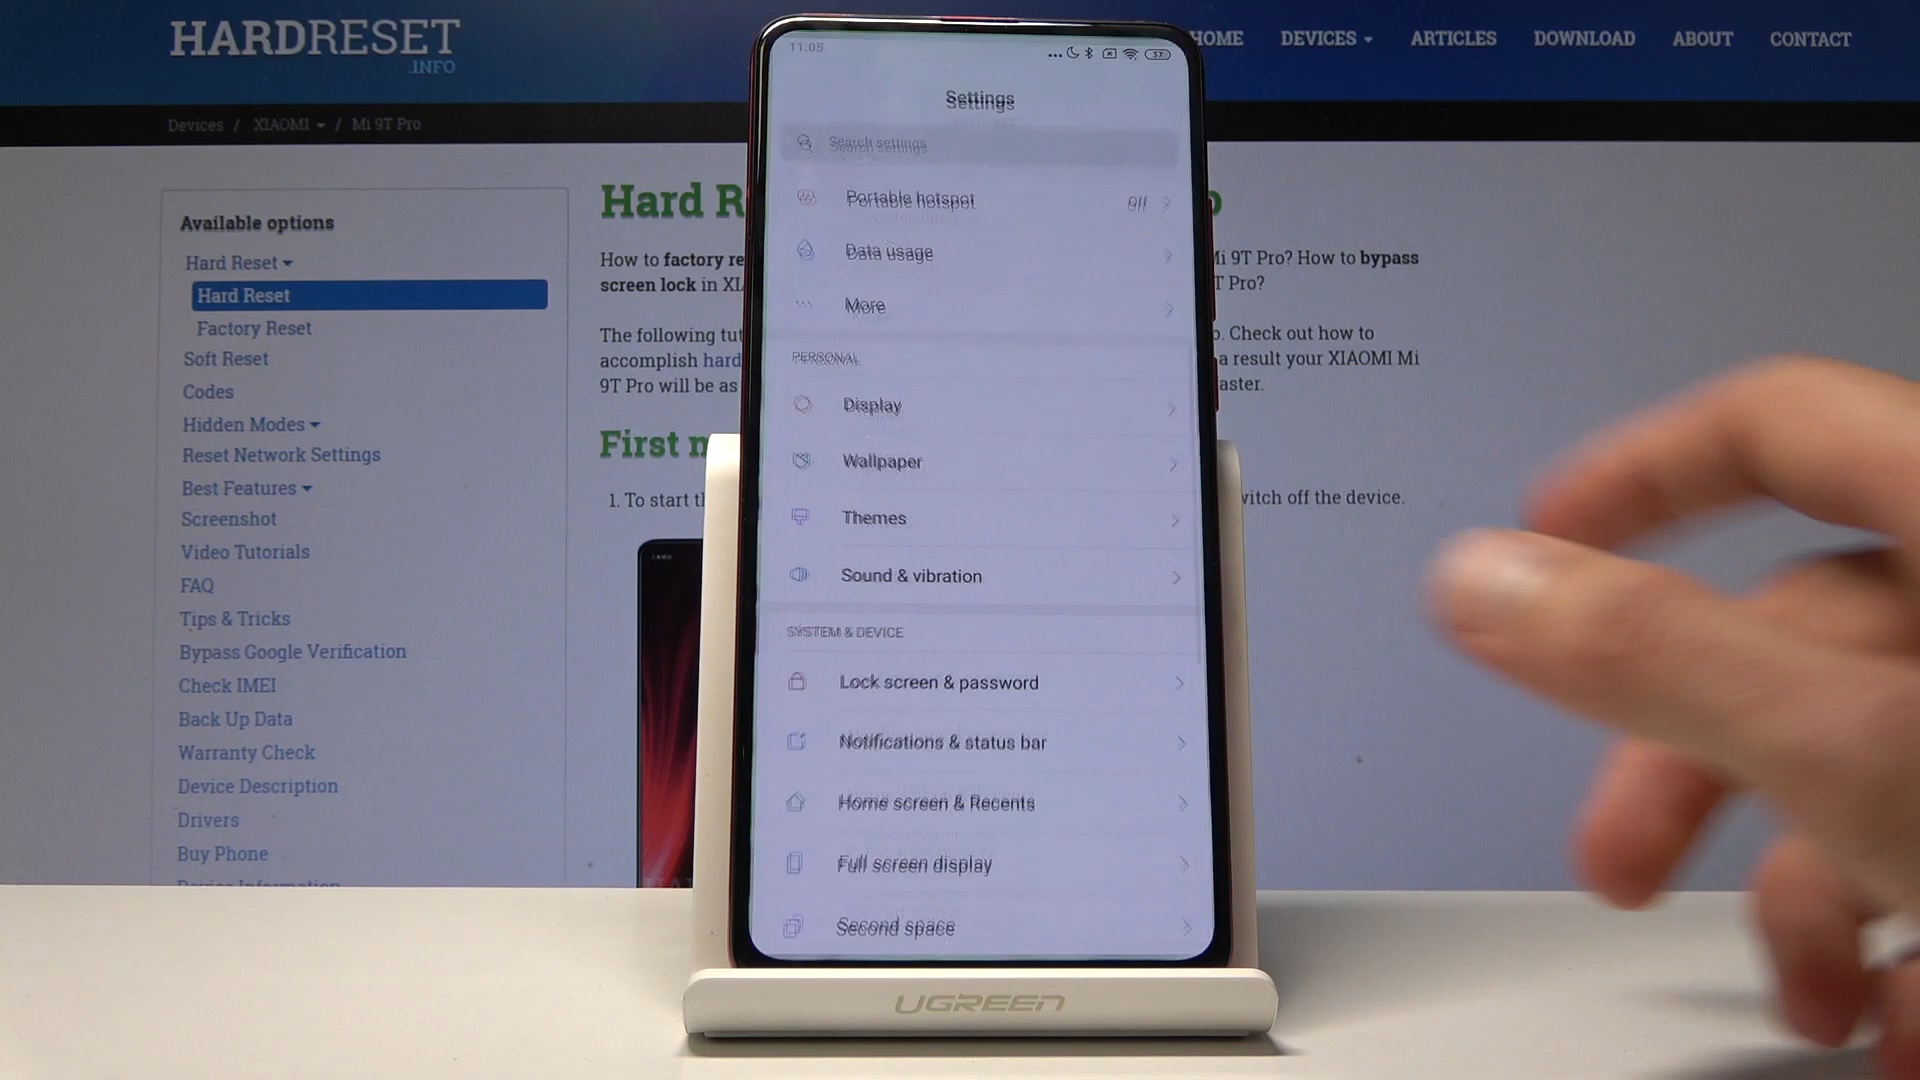 HARDRESET
.INFO
HOME DEVICES ARTICLES DOWNLOAD ABOUT CONTACT
Devices / XIAOMI / Mi 9T Pro
Available options
Hard Reset
Hard Reset
Factory Reset
Soft Reset
Codes
Hidden Modes
Reset Network Settings
Best Features
Screenshot
Video Tutorials
FAQ
Tips & Tricks
Bypass Google Verification
Check IMEI
Back Up Data
Warranty Check
Device Description
Drivers
Buy Phone
Device Information
Hard R
How to factory re
Mi 9T Pro? How to bypass
screen lock in XI
T Pro?
The following tut
o. Check out how to
accomplish hard
a result your XIAOMI Mi
9T Pro will be as
aster.
First m
1. To start t
witch off the device.
11:05
37
Settings
Search settings
Portable hotspot Off
Data usage
More
PERSONAL
Display
Wallpaper
Themes
Sound & vibration
SYSTEM & DEVICE
Lock screen & password
Notifications & status bar
Home screen & Recents
Full screen display
Second space
UGREEN